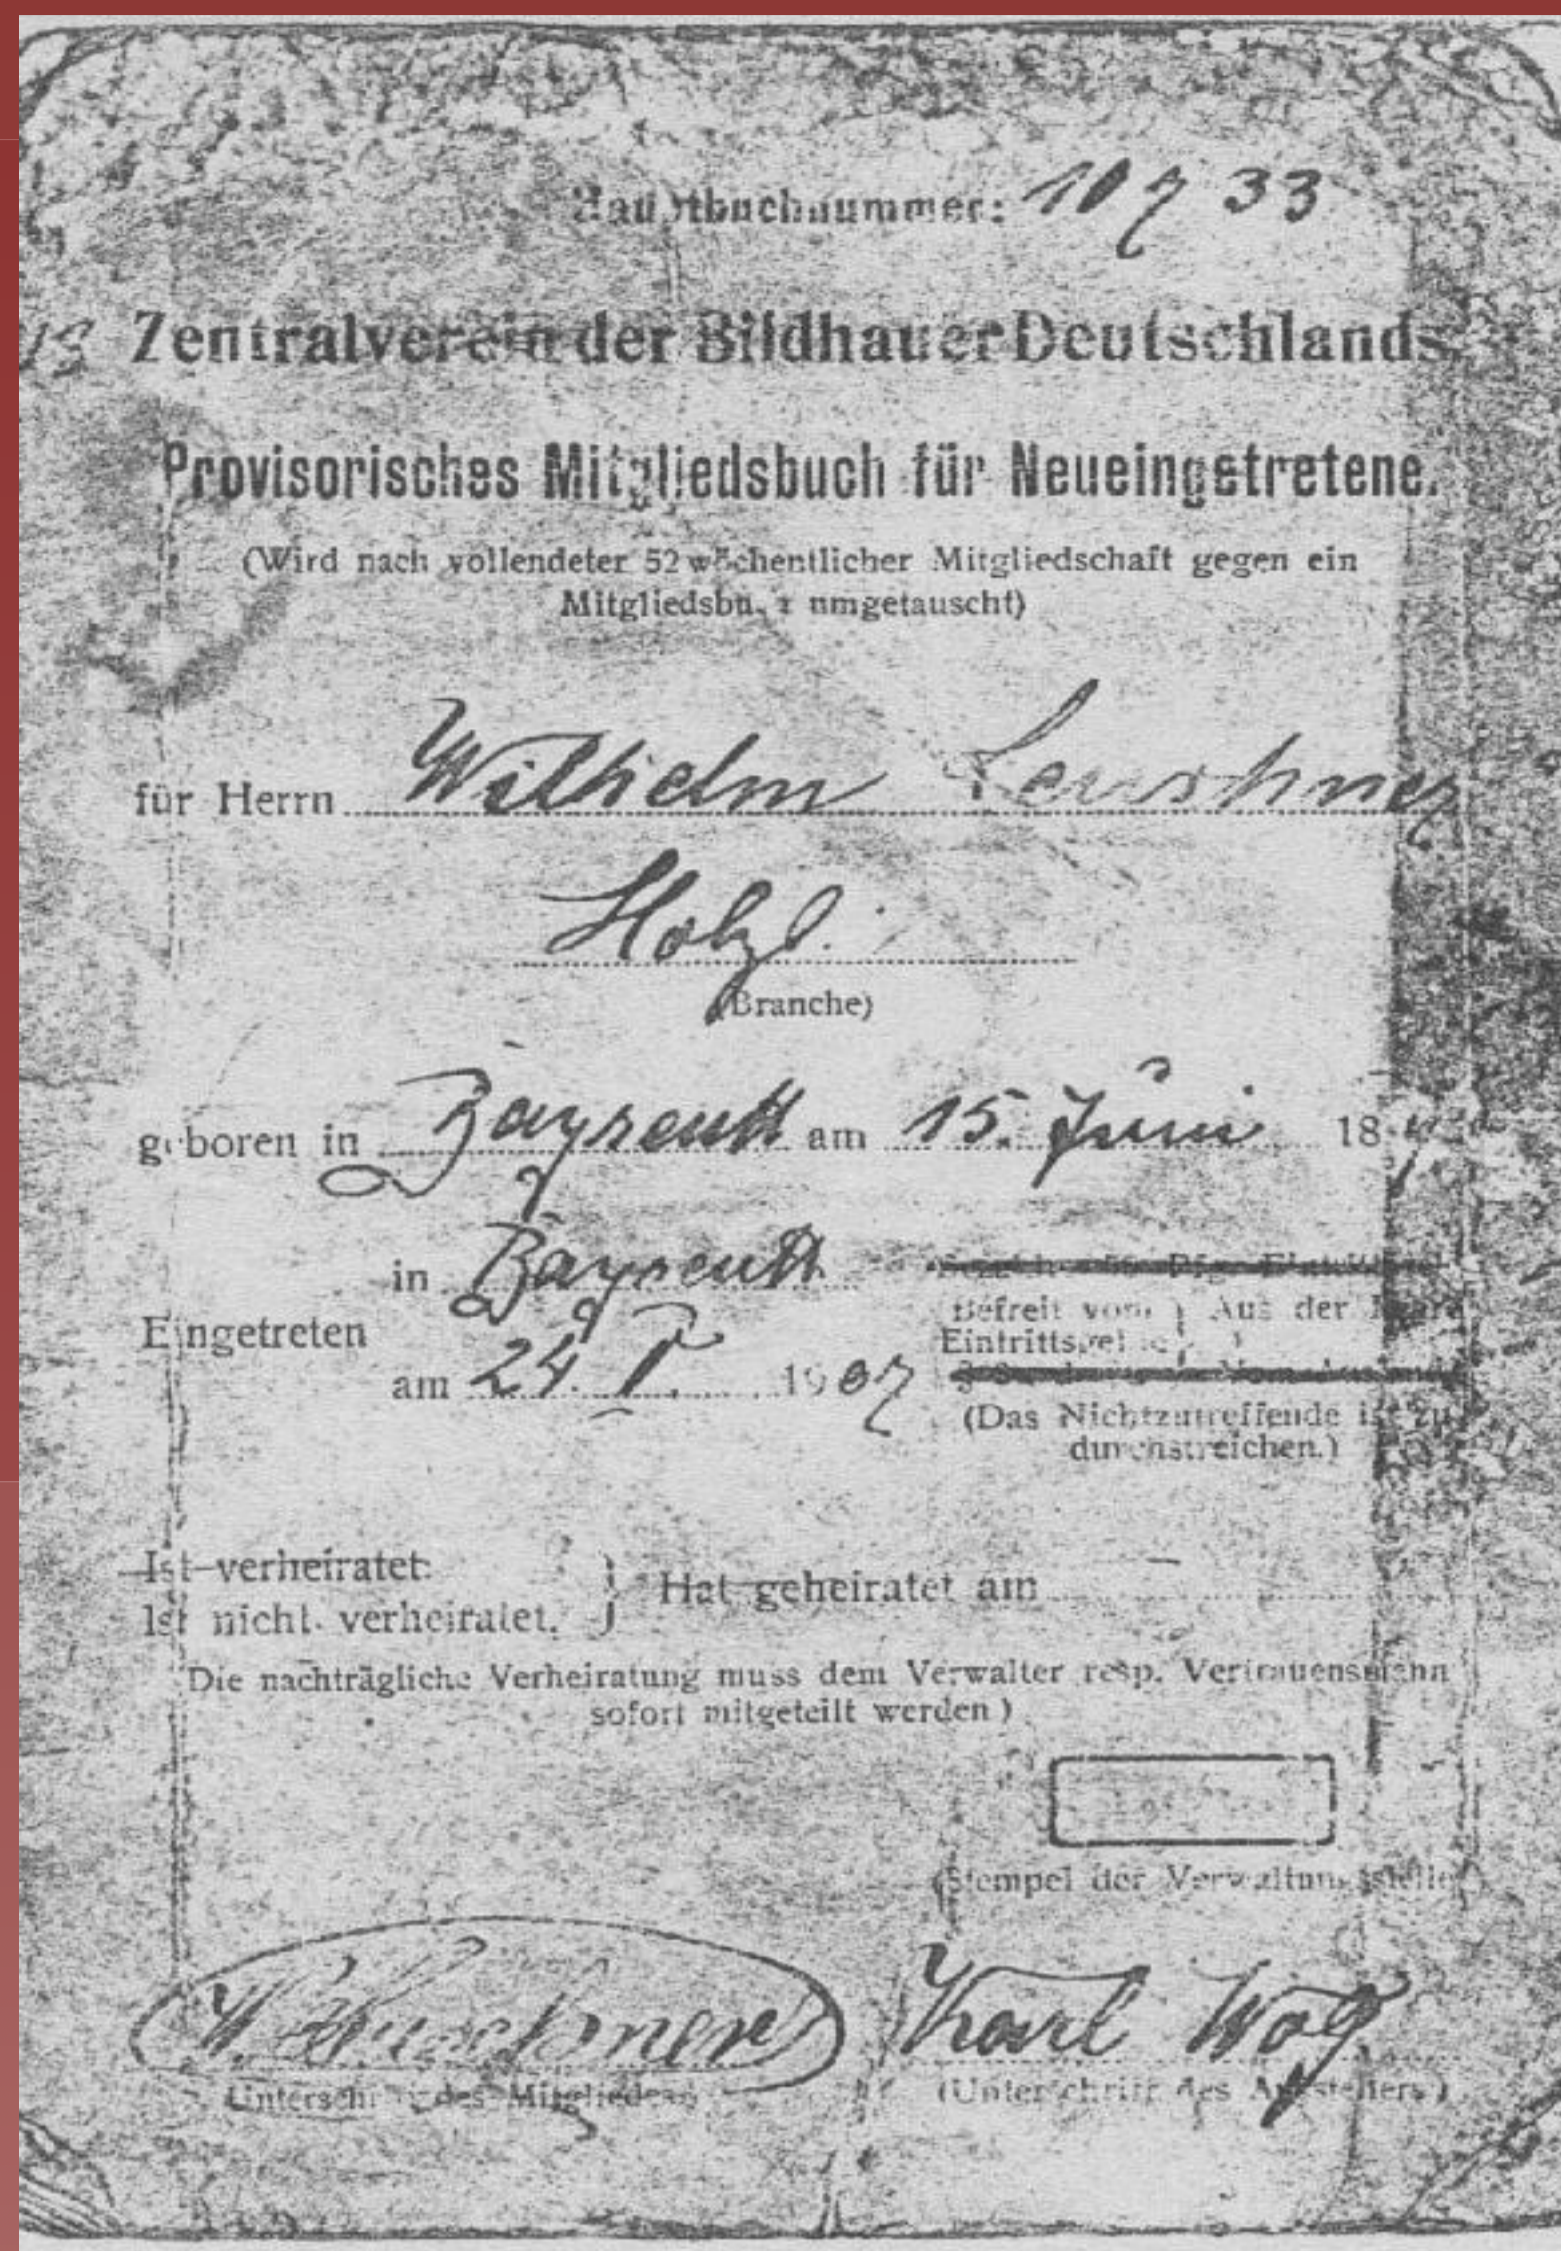 Hauptbuchnummer: 10733
Zentralverein der Bildhauer Deutschlands.
Provisorisches Mitgliedsbuch für Neueingetretene.
(Wird nach vollendeter 52 wöchentlicher Mitgliedschaft gegen ein
Mitgliedsbuch umgetauscht)
für Herrn Wilhelm Leuschner
Holz
(Branche)
geboren in Bayreuth am 15. Juni 18
in Bayreuth
Befreit vom } Aus der
Eingetreten
Eintrittsgelde
am 24. 1907
(Das Nichtzutreffende ist zu
durchstreichen.)
Ist verheiratet.
Ist nicht verheiratet. } Hat geheiratet am
Die nachträgliche Verheiratung muss dem Verwalter resp. Vertrauensmann
sofort mitgeteilt werden)
(Stempel der Verwaltungsstelle)
W. Leuschner Karl
Unterschrift des Mitgliedes) (Unterschrift des Ausstellers)